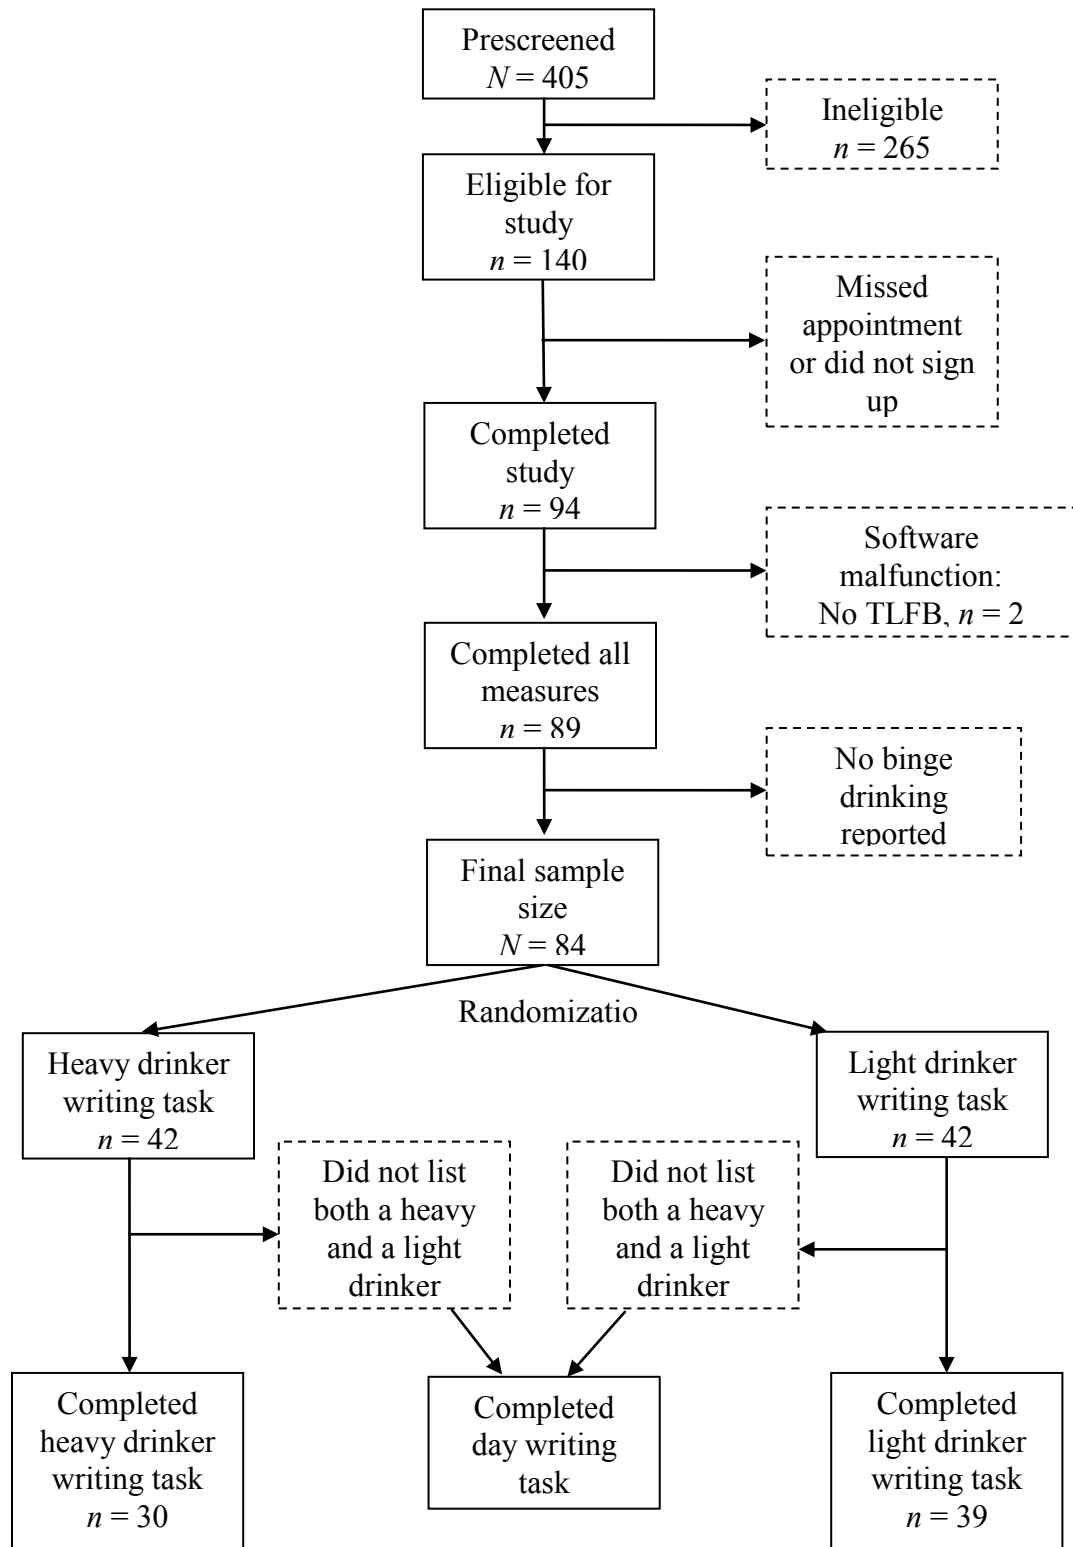 Prescreened
N = 405
Ineligible
n = 265
Eligible for
study
n = 140
Missed
appointment
or did not sign
up
Completed
study
n = 94
Software
malfunction:
No TLFB, n = 2
Completed all
measures
n = 89
No binge
drinking
reported
Final sample
size
N = 84
Randomizatio
Heavy drinker
writing task
n = 42
Light drinker
writing task
n = 42
Did not list
both a heavy
and a light
drinker
Did not list
both a heavy
and a light
drinker
Completed
heavy drinker
writing task
n = 30
Completed
day writing
task
Completed
light drinker
writing task
n = 39